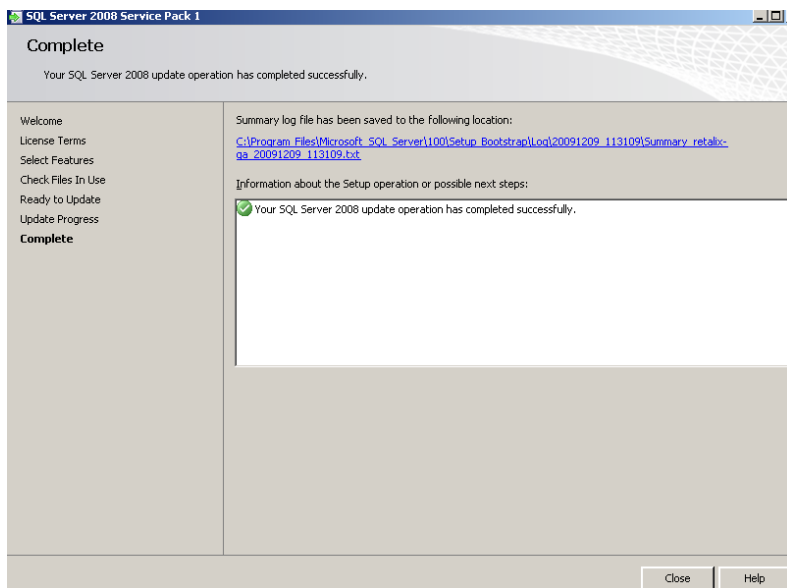 SQL Server 2008 Service Pack 1
Complete
Your SQL Server 2008 update operation has completed successfully.
Welcome
License Terms
Select Features
Check Files In Use
Ready to Update
Update Progress
Complete
Summary log file has been saved to the following location:
C:\Program Files\Microsoft SQL Server\100\Setup Bootstrap\Log\20091209_113109\Summary_retalix-
qa_20091209_113109.txt
Information about the Setup operation or possible next steps:
Your SQL Server 2008 update operation has completed successfully.
Close
Help